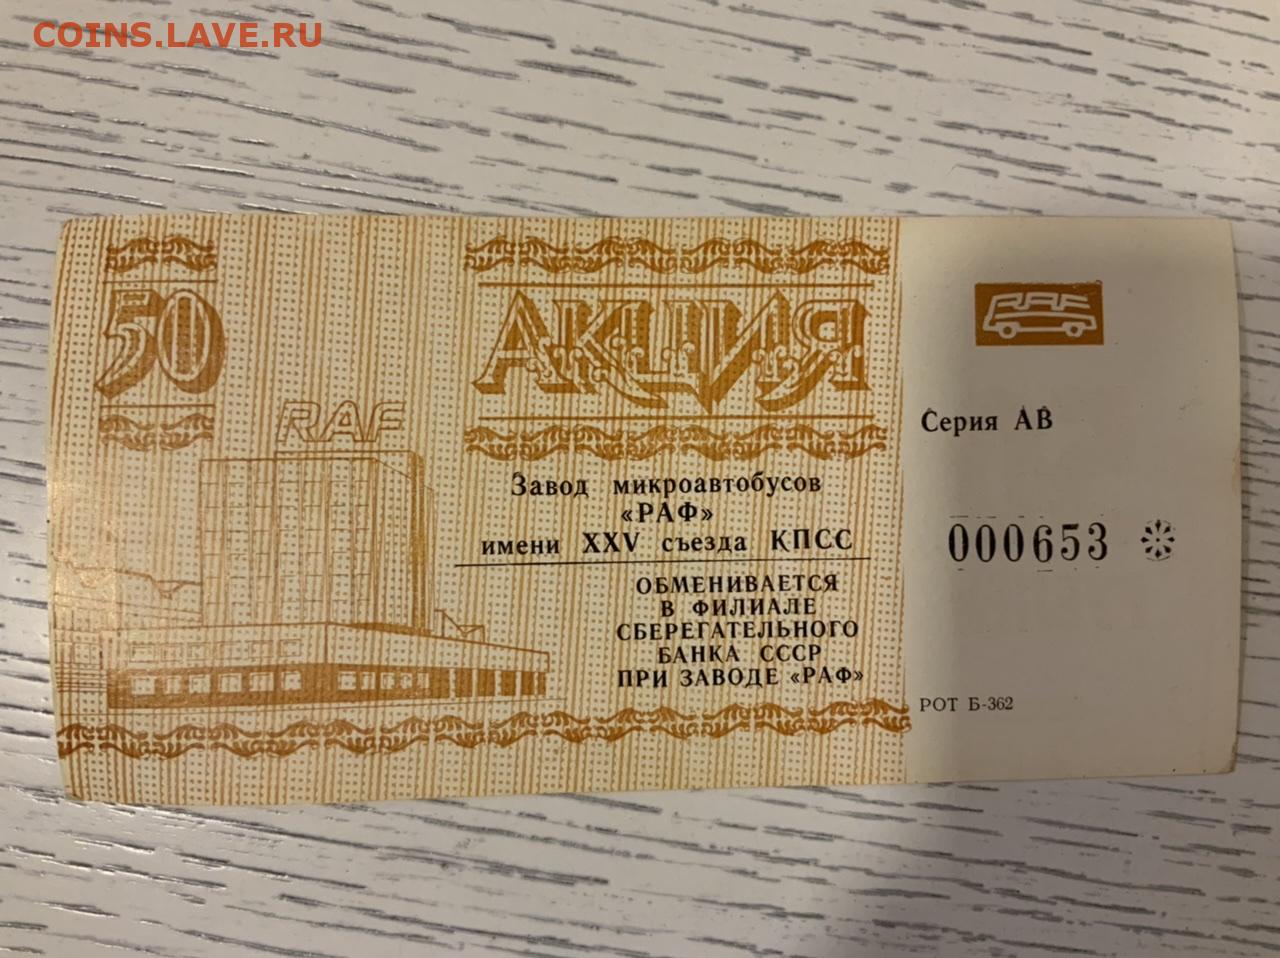 COINS.LAVE.RU
50
АКЦИЯ
RAF
Завод микроавтобусов
«РАФ»
имени XXV съезда КПСС
ОБМЕНИВАЕТСЯ
В ФИЛИАЛЕ
СБЕРЕГАТЕЛЬНОГО
БАНКА СССР
ПРИ ЗАВОДЕ «РАФ»
RAF
Серия АВ
000653
РОТ Б-362